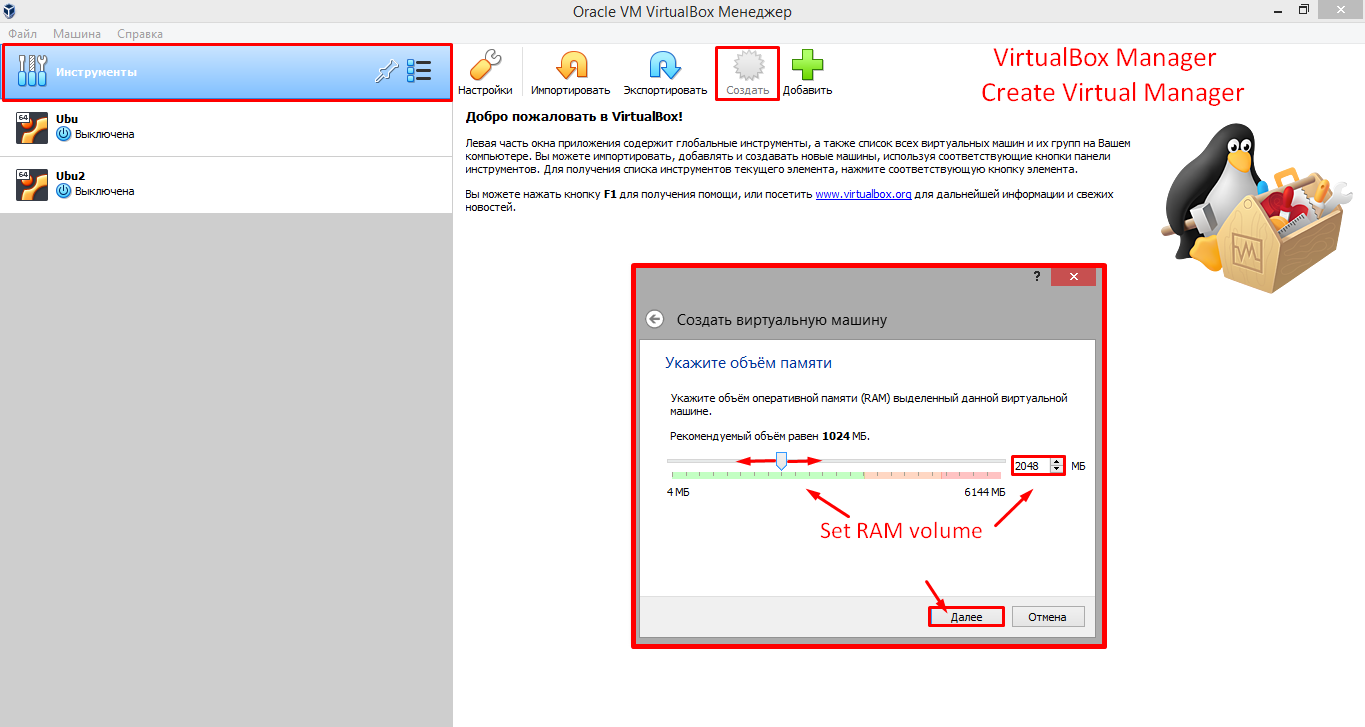 Oracle VM VirtualBox Менеджер
Файл Машина Справка
Инструменты
Настройки Импортировать Экспортировать Создать Добавить
VirtualBox Manager
Create Virtual Manager
64 Ubu
Выключена
64 Ubu2
Выключена
Добро пожаловать в VirtualBox!
Левая часть окна приложения содержит глобальные инструменты, а также список всех виртуальных машин и их групп на Вашем
компьютере. Вы можете импортировать, добавлять и создавать новые машины, используя соответствующие кнопки панели
инструментов. Для получения списка инструментов текущего элемента, нажмите соответствующую кнопку элемента.
Вы можете нажать кнопку F1 для получения помощи, или посетить www.virtualbox.org для дальнейшей информации и свежих
новостей.
?
Создать виртуальную машину
Укажите объём памяти
Укажите объём оперативной памяти (RAM) выделенный данной виртуальной
машине.
Рекомендуемый объём равен 1024 МБ.
2048 МБ
4 МБ 6144 МБ
Set RAM volume
Далее Отмена